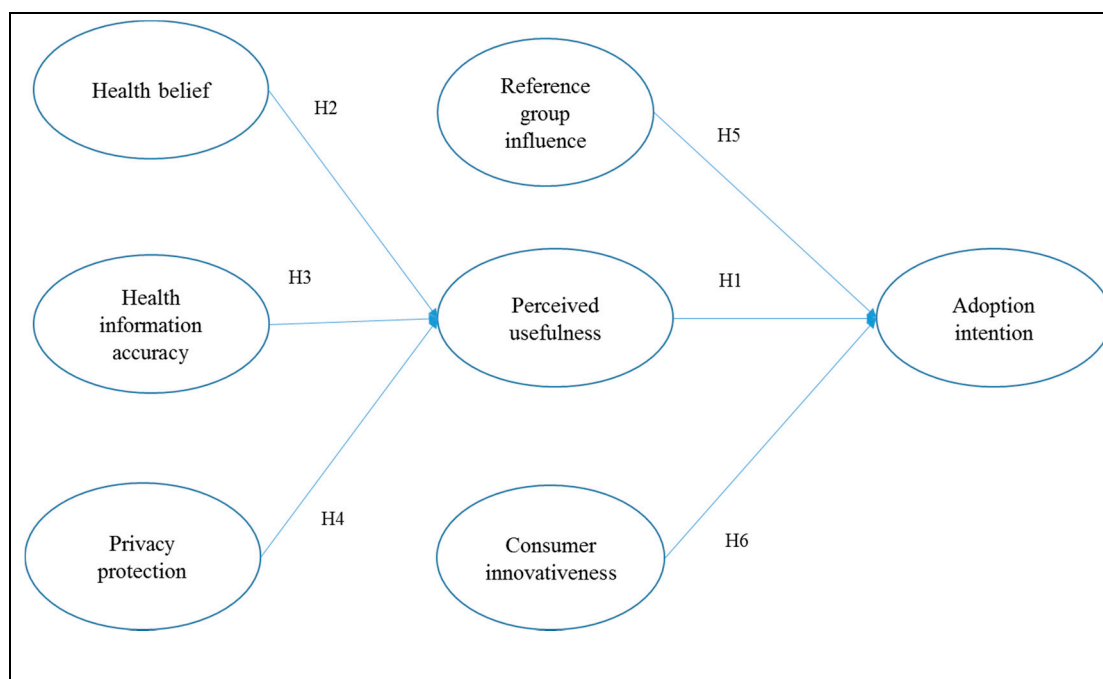 Health belief
H2
Reference
group
influence
H5
Health
information
accuracy
H3
Perceived
usefulness
H1
Adoption
intention
Privacy
protection
H4
Consumer
innovativeness
H6